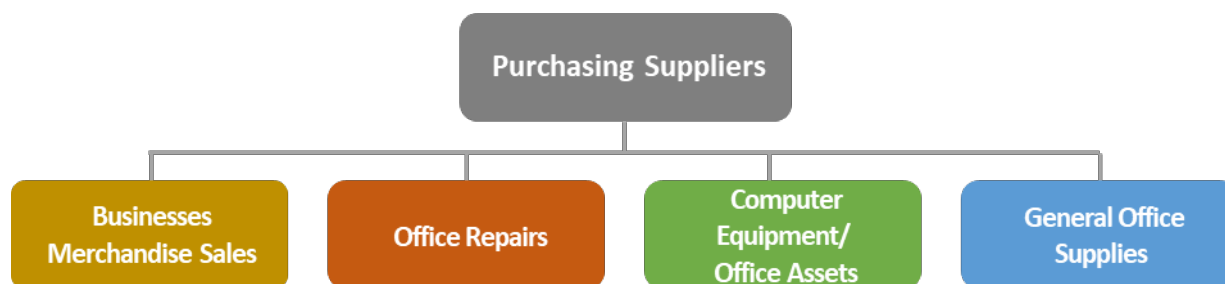 Purchasing Suppliers
Businesses
Merchandise Sales
Office Repairs
Computer
Equipment/
Office Assets
General Office
Supplies